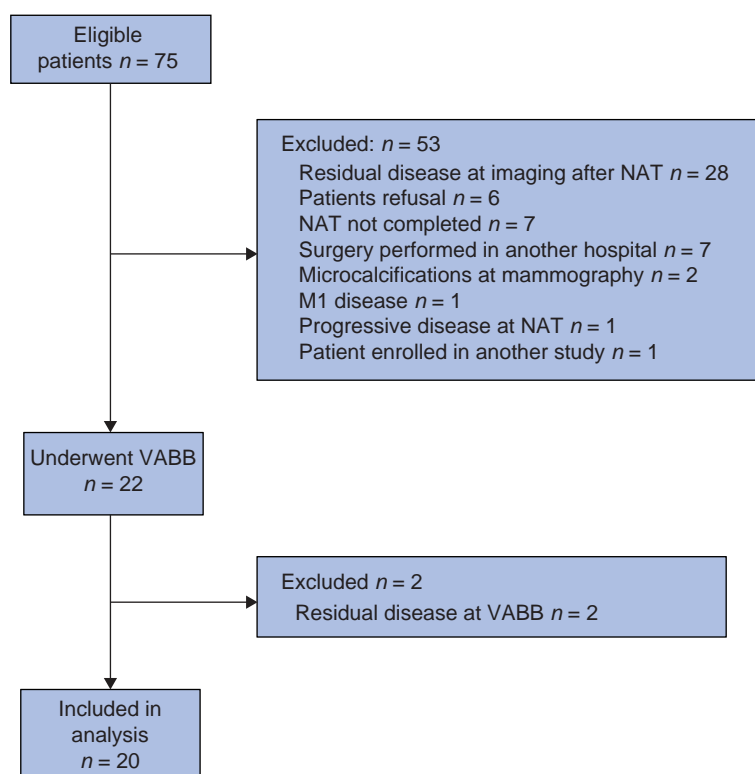 Eligible
patients n = 75
Excluded: n = 53
Residual disease at imaging after NAT n = 28
Patients refusal n = 6
NAT not completed n = 7
Surgery performed in another hospital n = 7
Microcalcifications at mammography n = 2
M1 disease n = 1
Progressive disease at NAT n = 1
Patient enrolled in another study n = 1
Underwent VABB
n = 22
Excluded n = 2
Residual disease at VABB n = 2
Included in
analysis
n = 20